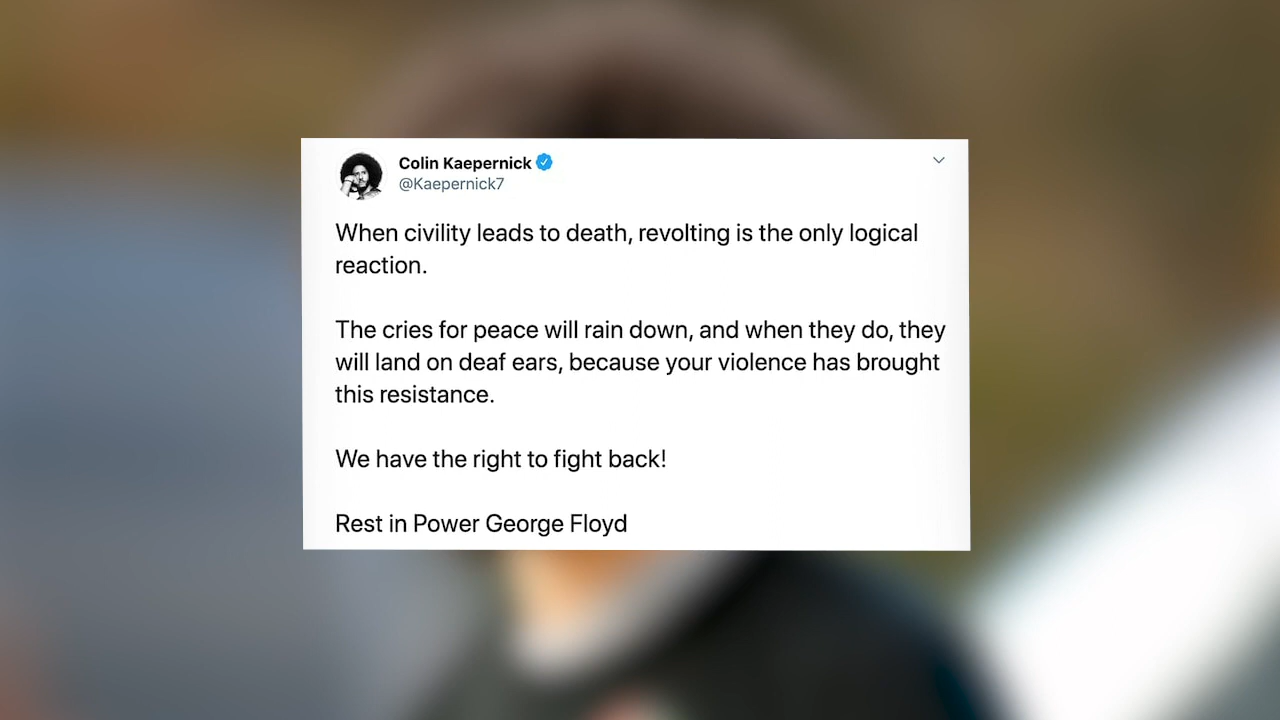 Colin Kaepernick
@Kaepernick7
When civility leads to death, revolting is the only logical
reaction.
The cries for peace will rain down, and when they do, they
will land on deaf ears, because your violence has brought
this resistance.
We have the right to fight back!
Rest in Power George Floyd